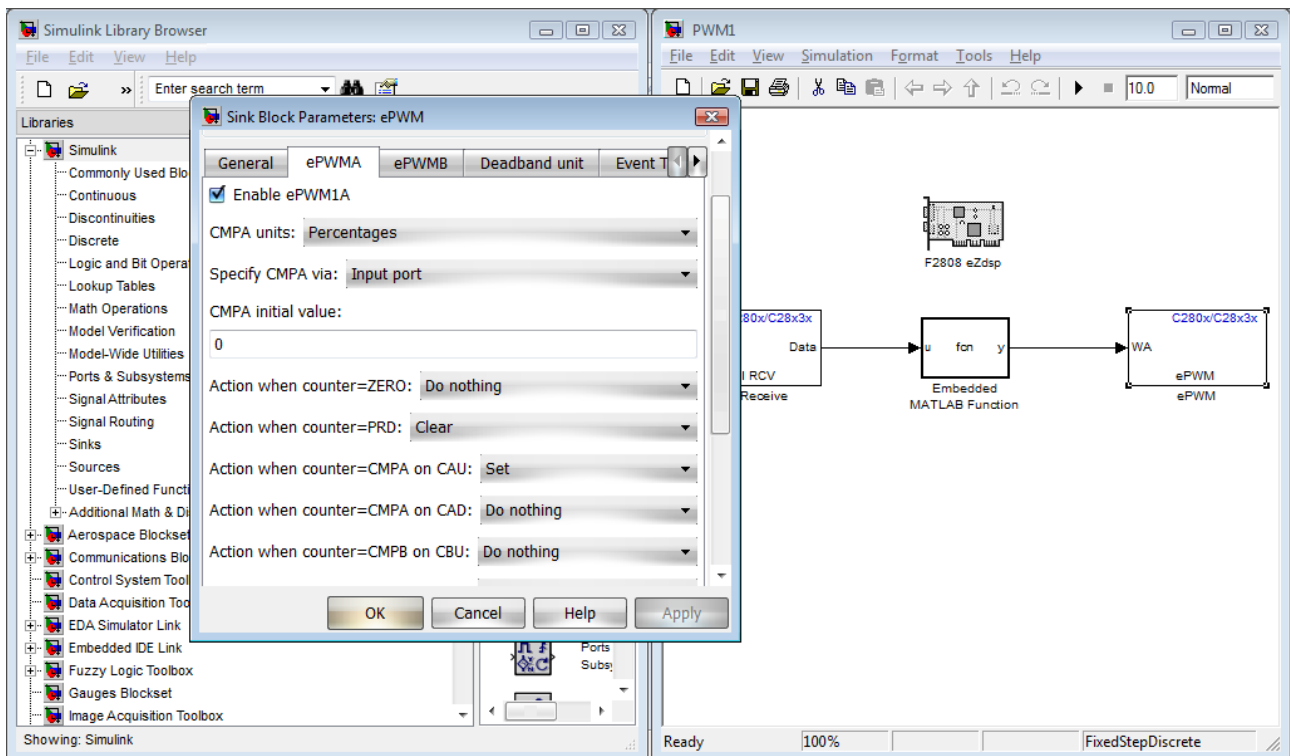 Simulink Library Browser
File Edit View Help
» Enter search term
Libraries
Simulink
Commonly Used Blo
Continuous
Discontinuities
Discrete
Logic and Bit Opera
Lookup Tables
Math Operations
Model Verification
Model-Wide Utilities
Ports & Subsystems
Signal Attributes
Signal Routing
Sinks
Sources
User-Defined Functi
Additional Math & Di
Aerospace Blockset
Communications Blo
Control System Tool
Data Acquisition Too
EDA Simulator Link
Embedded IDE Link
Fuzzy Logic Toolbox
Gauges Blockset
Image Acquisition Toolbox
Ports
Subsy
Showing: Simulink
Sink Block Parameters: ePWM
General ePWMA ePWMB Deadband unit Event T
Enable ePWM1A
CMPA units: Percentages
Specify CMPA via: Input port
CMPA initial value:
0
Action when counter=ZERO: Do nothing
Action when counter=PRD: Clear
Action when counter=CMPA on CAU: Set
Action when counter=CMPA on CAD: Do nothing
Action when counter=CMPB on CBU: Do nothing
OK Cancel Help Apply
PWM1
File Edit View Simulation Format Tools Help
10.0 Normal
F2808 eZdsp
80x/C28x3x
Data
I RCV
Receive
u fcn y
Embedded
MATLAB Function
C280x/C28x3x
WA
ePWM
ePWM
Ready 100% FixedStepDiscrete